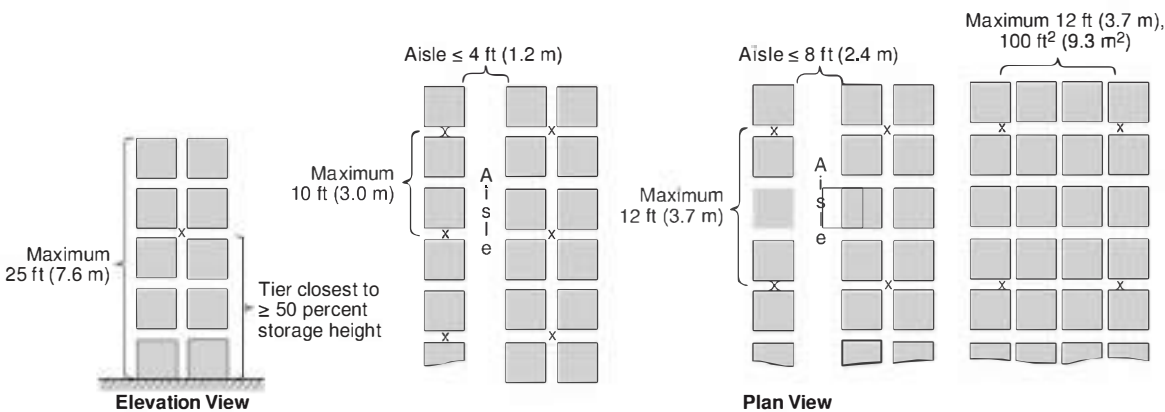 Maximum
25 ft (7.6 m)
x
Tier closest to
≥ 50 percent
storage height
Elevation View
Aisle ≤ 4 ft (1.2 m)
Maximum
10 ft (3.0 m)
Aisle
x
x
x
x
x
x
Aisle ≤ 8 ft (2.4 m)
Maximum
12 ft (3.7 m)
Aisle
x
x
x
x
Plan View
Maximum 12 ft (3.7 m),
100 ft² (9.3 m²)
x
x
x
x